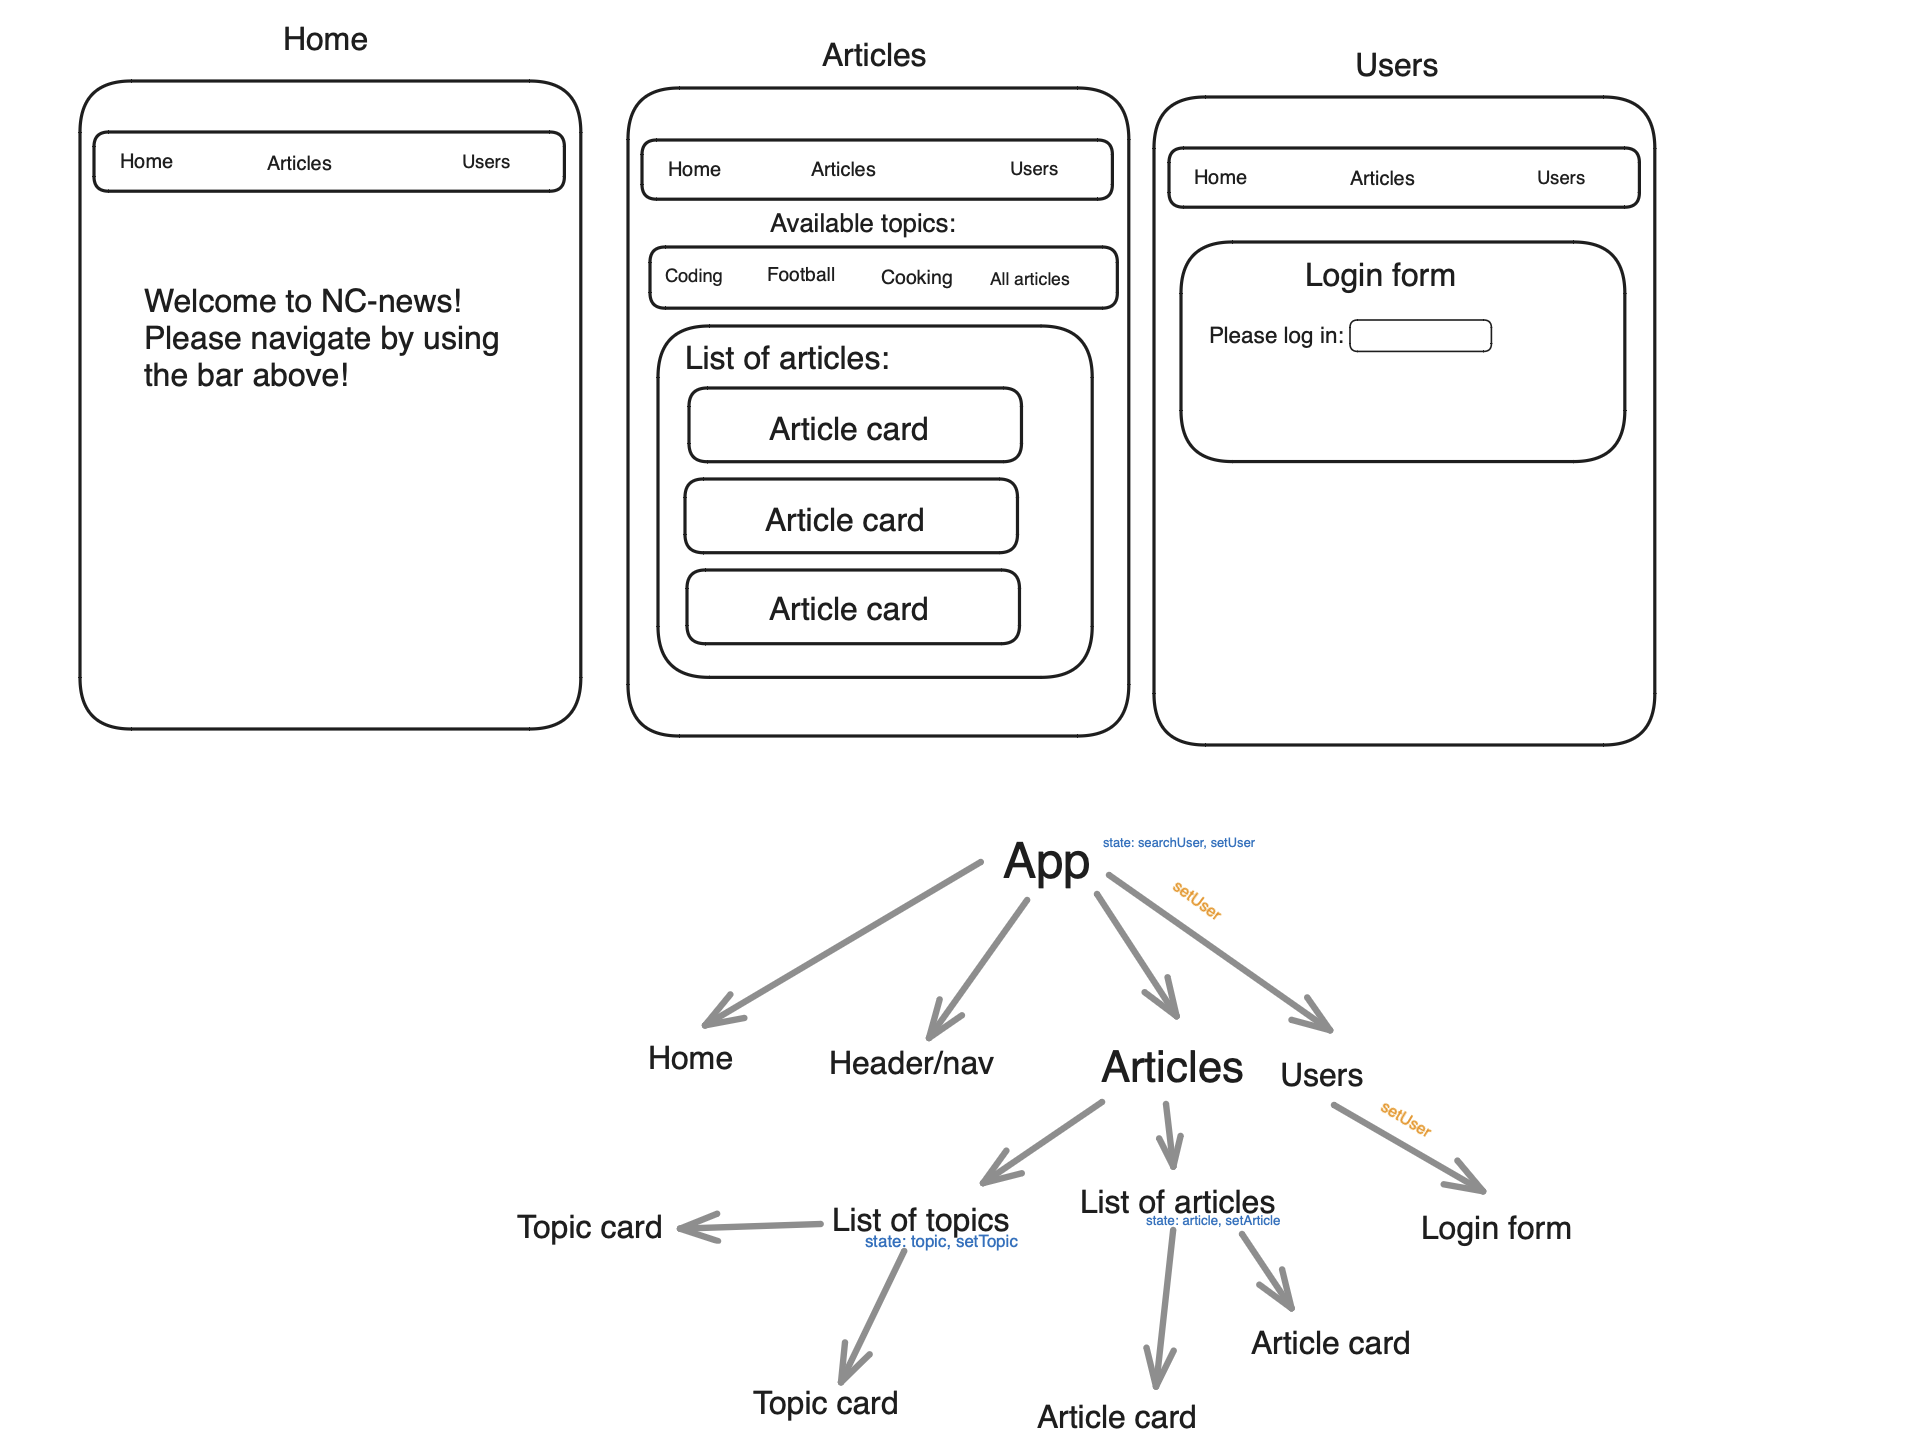 Home
Home
Articles
Users
Welcome to NC-news!
Please navigate by using
the bar above!
Articles
Home
Articles
Users
Available topics:
Coding
Football
Cooking
All articles
List of articles:
Article card
Article card
Article card
Users
Home
Articles
Users
Login form
Please log in:
App
state: searchUser, setUser
setUser
Home
Header/nav
Articles
Users
setUser
Topic card
List of topics
state: topic, setTopic
List of articles
state: article, setArticle
Login form
Topic card
Article card
Article card